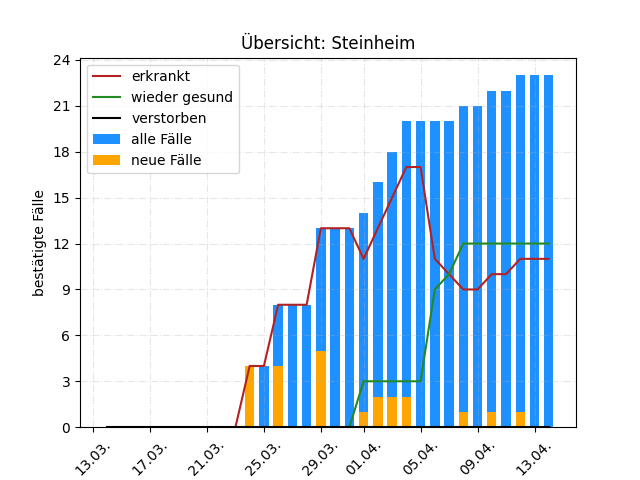 Übersicht: Steinheim
erkrankt
wieder gesund
verstorben
alle Fälle
neue Fälle
bestätigte Fälle
24
21
18
15
12
9
6
3
0
13.03.
17.03.
21.03.
25.03.
29.03.
01.04.
05.04.
09.04.
13.04.